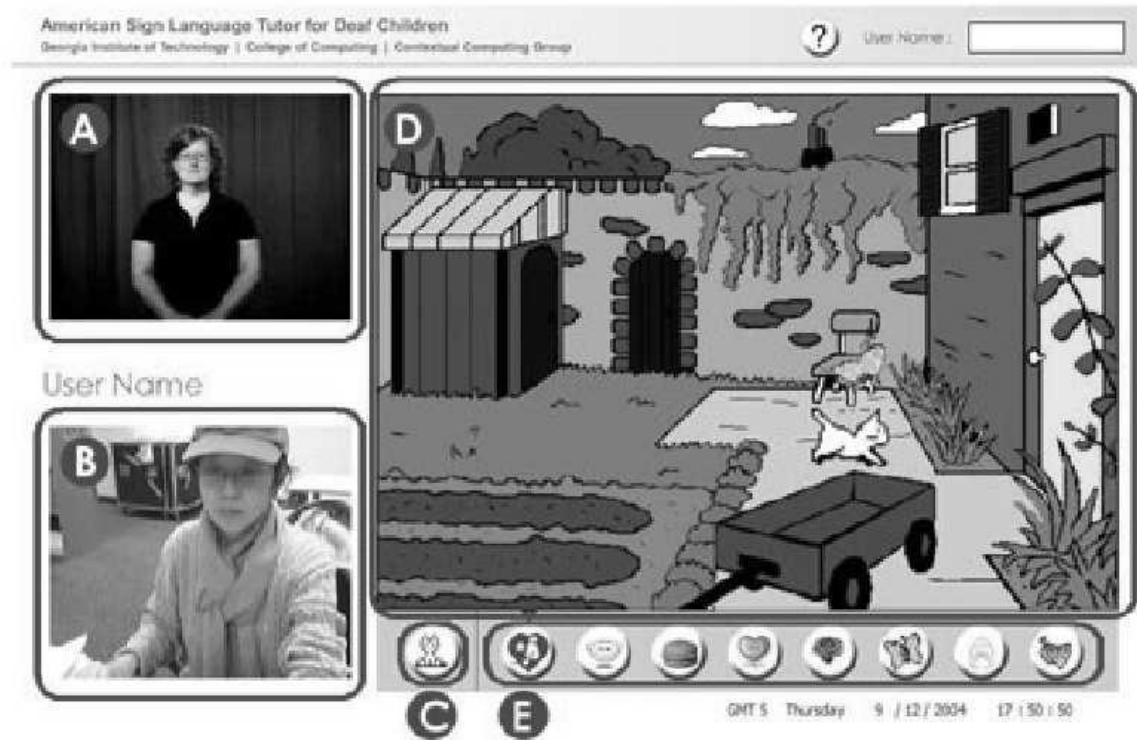 American Sign Language Tutor for Deaf Children
Georgia Institute of Technology | College of Computing | Contextual Computing Group
? User Name :
A
D
User Name
B
C E
GMT 5 Thursday 9 / 12 / 2004 17 : 50 : 50